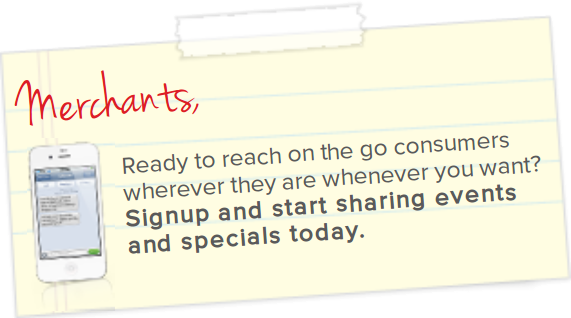 Merchants,
Ready to reach on the go consumers
wherever they are whenever you want?
Signup and start sharing events
and specials today.